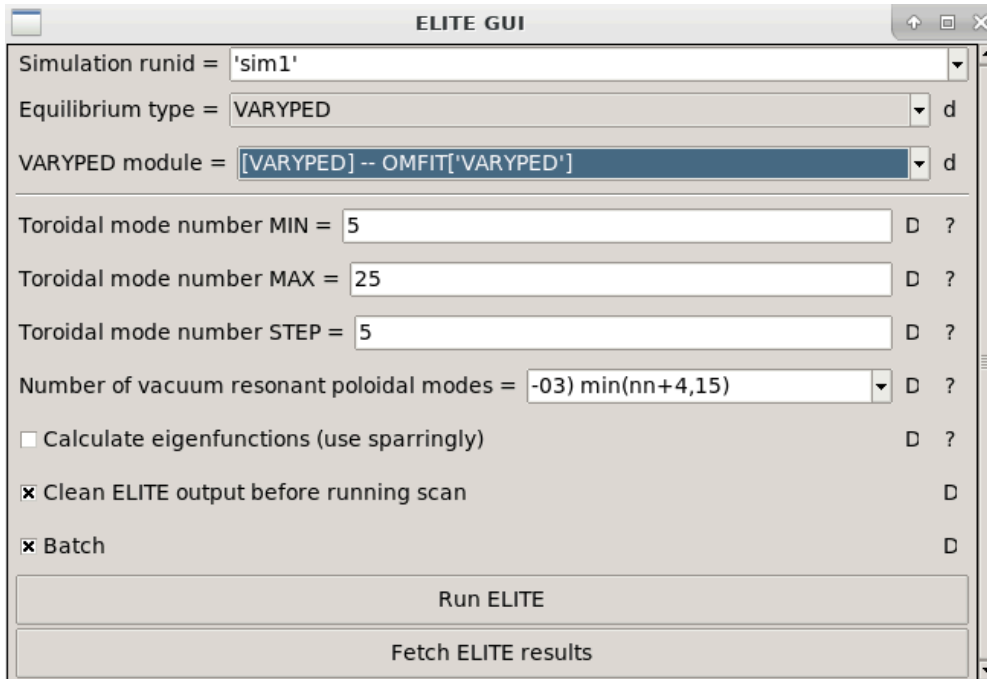 ELITE GUI
Simulation runid = 'sim1'
Equilibrium type = VARYPED d
VARYPED module = [VARYPED] -- OMFIT['VARYPED'] d
Toroidal mode number MIN = 5 D ?
Toroidal mode number MAX = 25 D ?
Toroidal mode number STEP = 5 D ?
Number of vacuum resonant poloidal modes = -03) min(nn+4,15) D ?
Calculate eigenfunctions (use sparringly) D ?
Clean ELITE output before running scan D
Batch D
Run ELITE
Fetch ELITE results